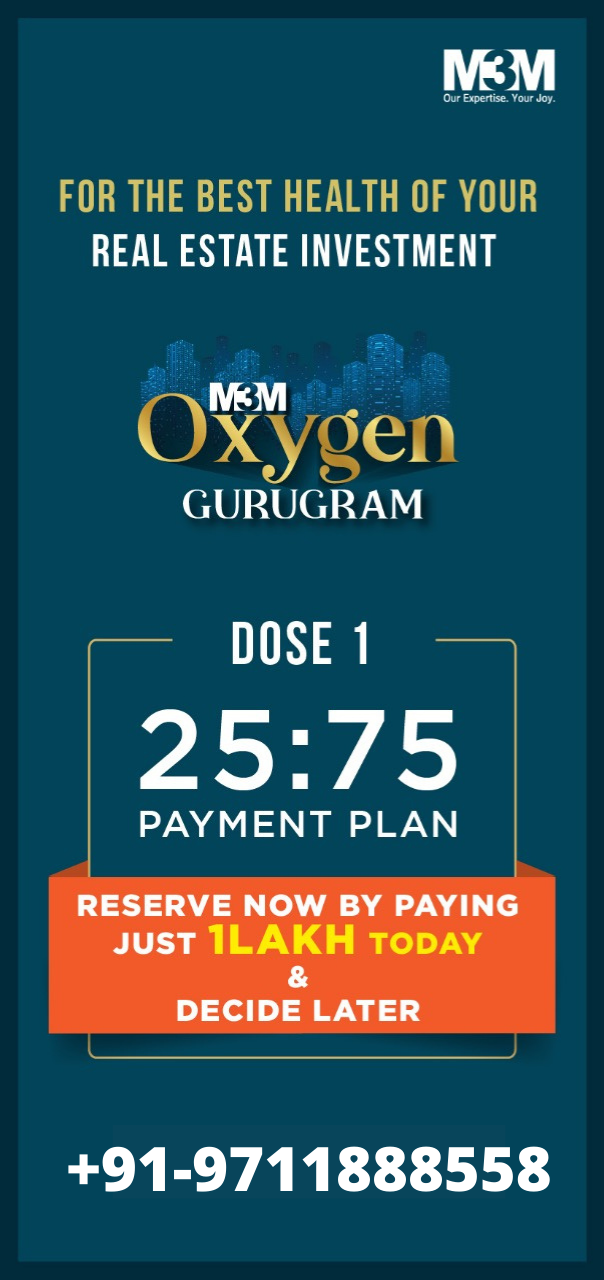 M3M
Our Expertise. Your Joy.
FOR THE BEST HEALTH OF YOUR
REAL ESTATE INVESTMENT
M3M
Oxygen
GURUGRAM
DOSE 1
25:75
PAYMENT PLAN
RESERVE NOW BY PAYING
JUST 1LAKH TODAY
&
DECIDE LATER
+91-9711888558